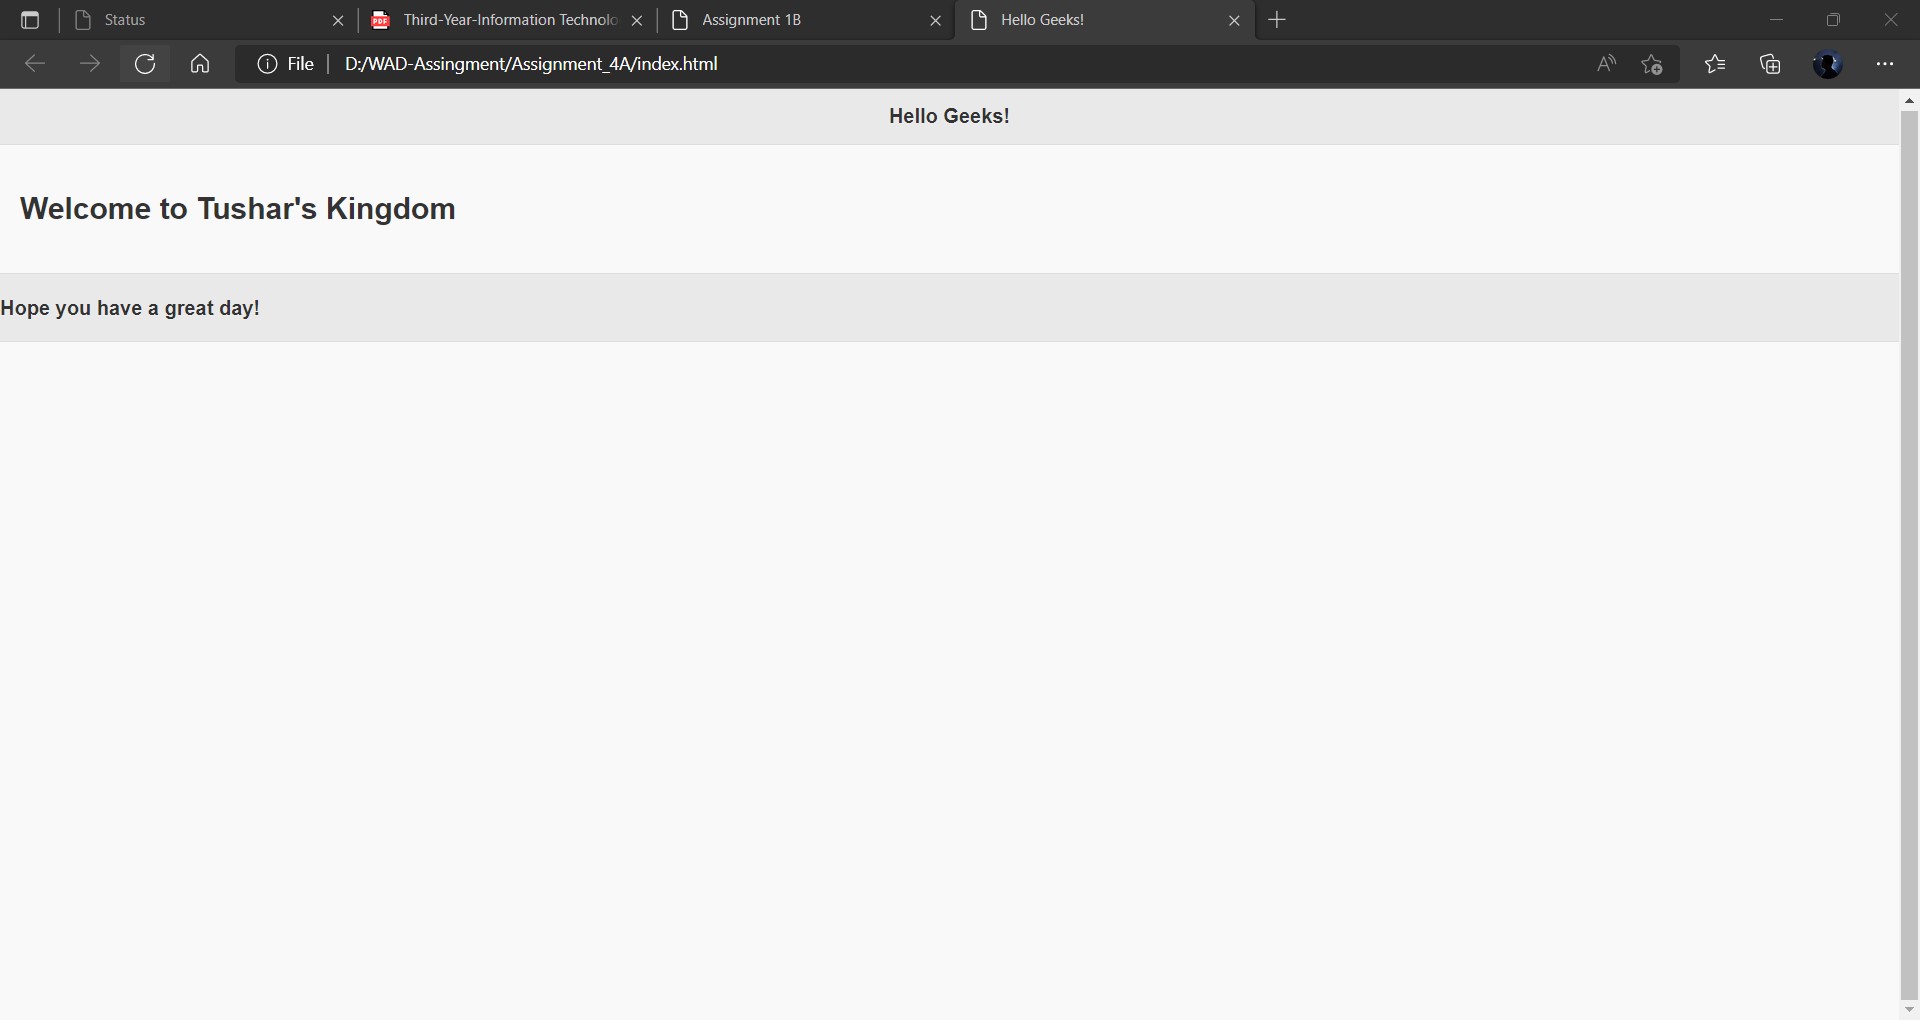 Status
Third-Year-Information Technolo
Assignment 1B
Hello Geeks!
File
D:/WAD-Assingment/Assignment_4A/index.html
Hello Geeks!
Welcome to Tushar's Kingdom
Hope you have a great day!